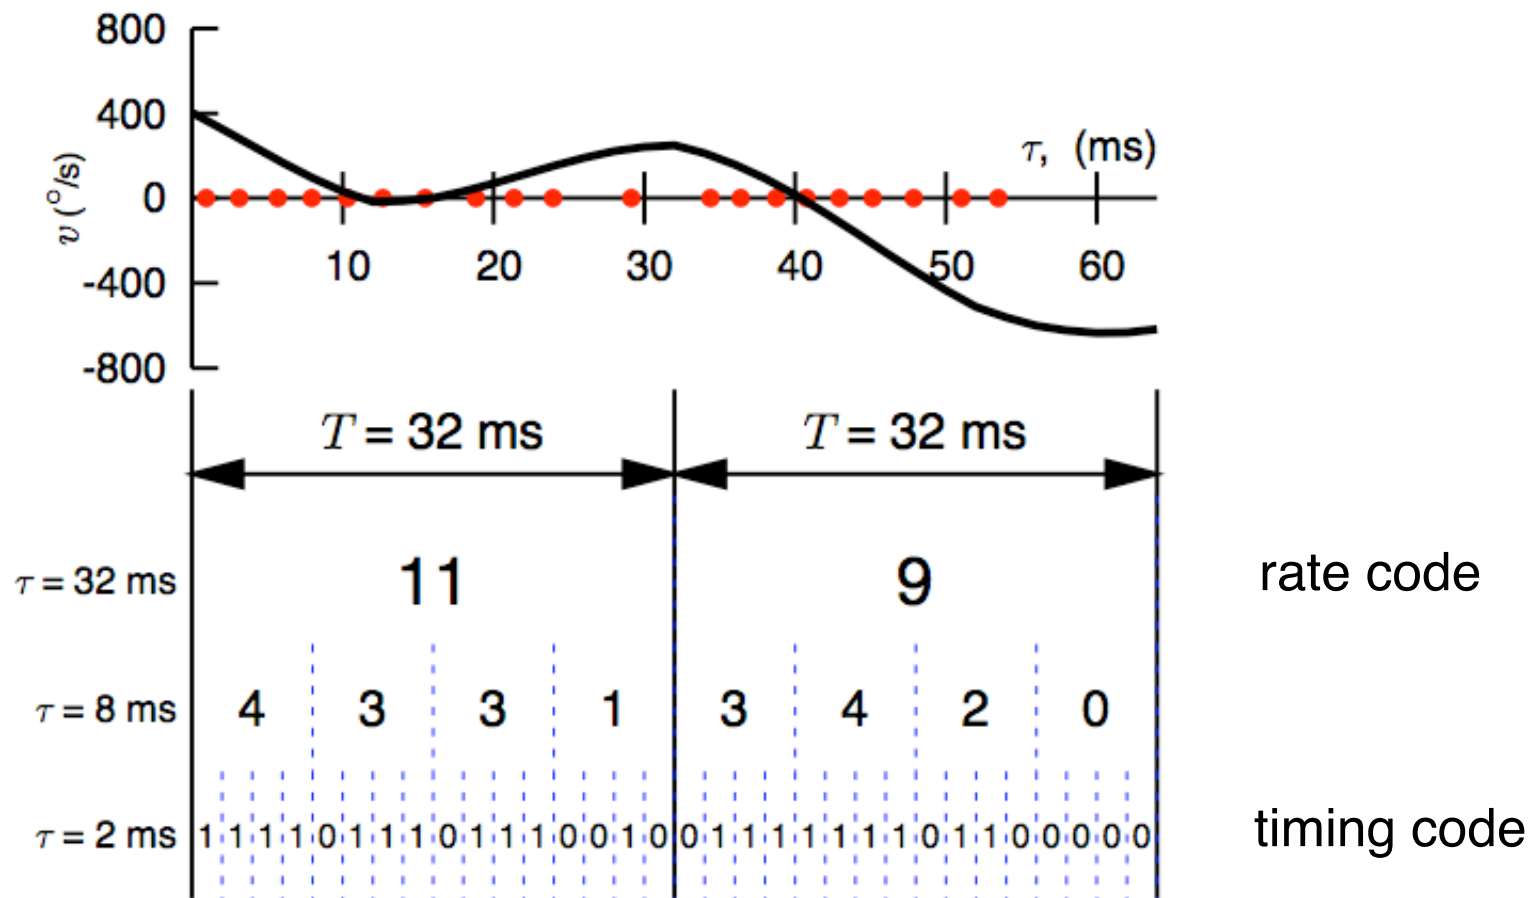 800
400
τ, (ms)
0
v(°/s)
10 20 30 40 50 60
-400
-800
T = 32 ms T = 32 ms
τ = 32 ms 11 9 rate code
τ = 8 ms 4 3 3 1 3 4 2 0
τ = 2 ms 1 1 1 1 0 1 1 1 0 1 1 1 0 0 1 0 0 1 1 1 1 1 1 1 0 1 1 0 0 0 0 0 timing code